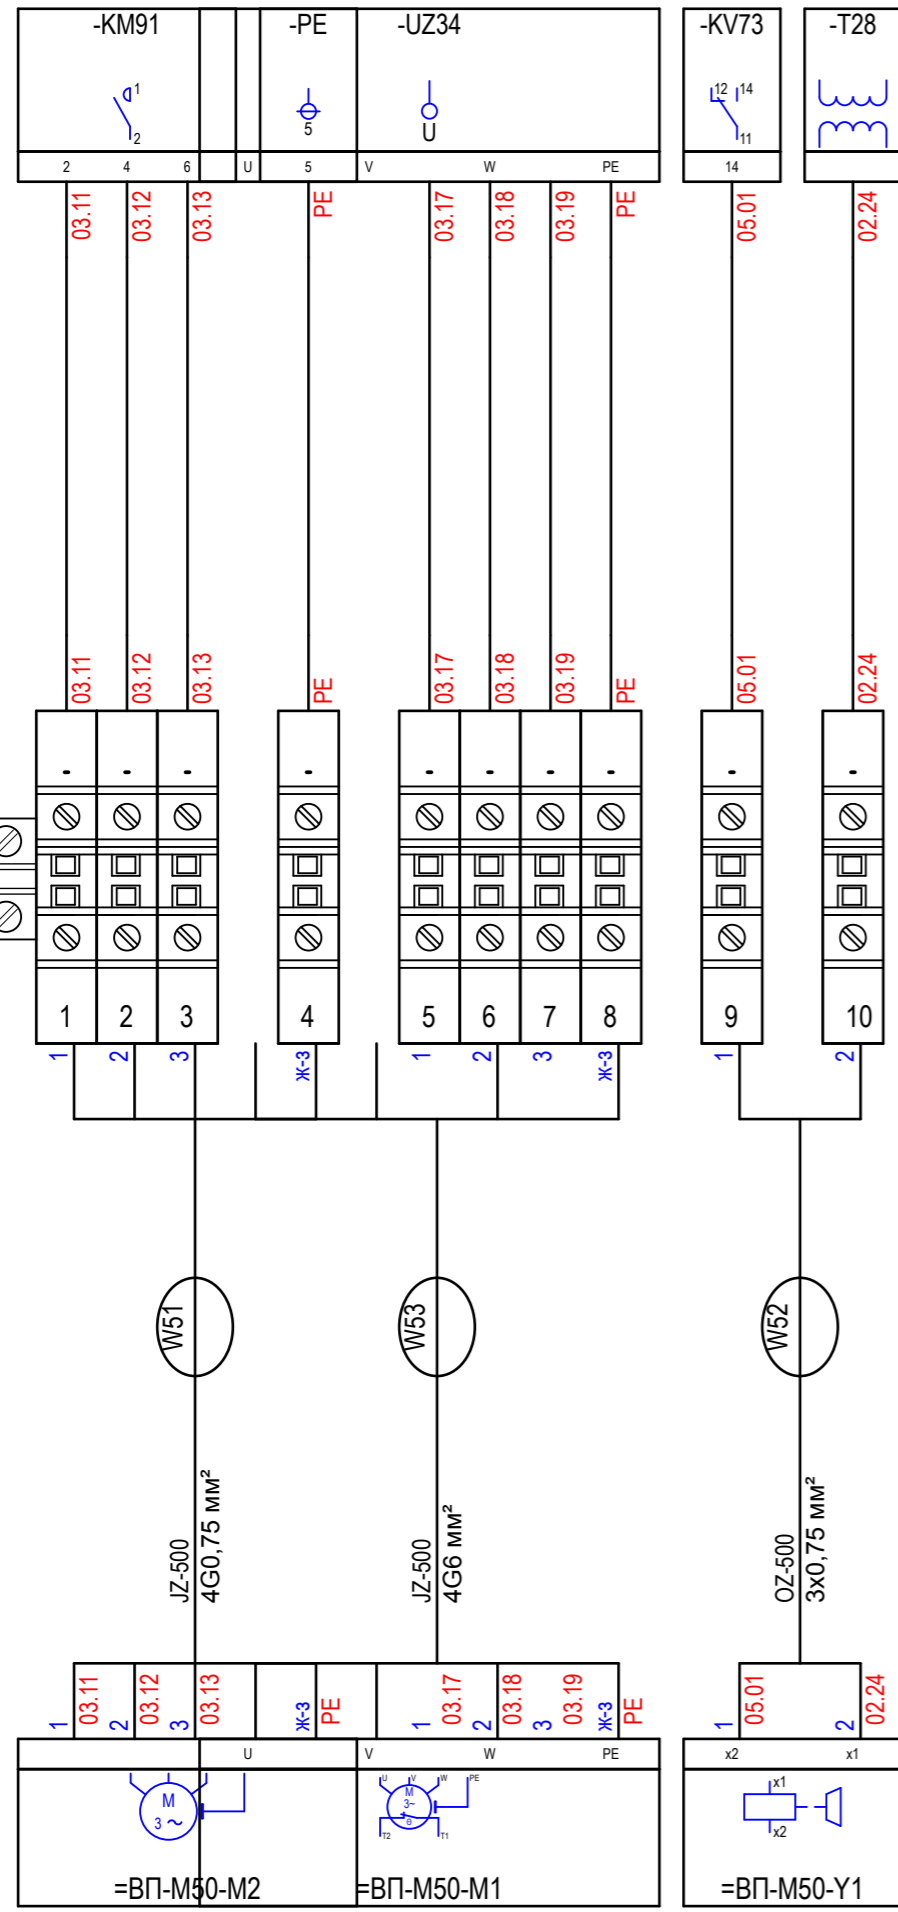 -KM91 -PE -UZ34 -KV73 -T28
1 12 14
2 5 U 11
2 4 6 U 5 V W PE 14
03.11 03.12 03.13 PE 03.17 03.18 03.19 PE 05.01 02.24
03.11 03.12 03.13 PE 03.17 03.18 03.19 PE 05.01 02.24
- - - - - - - - - -
1 2 3 4 5 6 7 8 9 10
1 2 3 ж-з 1 2 3 ж-з 1 2
W51 W53 W52
JZ-500 JZ-500 OZ-500
4G0,75 мм² 4G6 мм² 3x0,75 мм²
1 03.11 2 03.12 3 03.13 ж-з PE 1 03.17 2 03.18 3 03.19 ж-з PE 1 05.01 2 02.24
U V W PE x2 x1
U V W PE x1
M M
3 ~ 3~
θ
T2 T1 x2
=ВП-М50-М2 =ВП-М50-М1 =ВП-М50-Y1